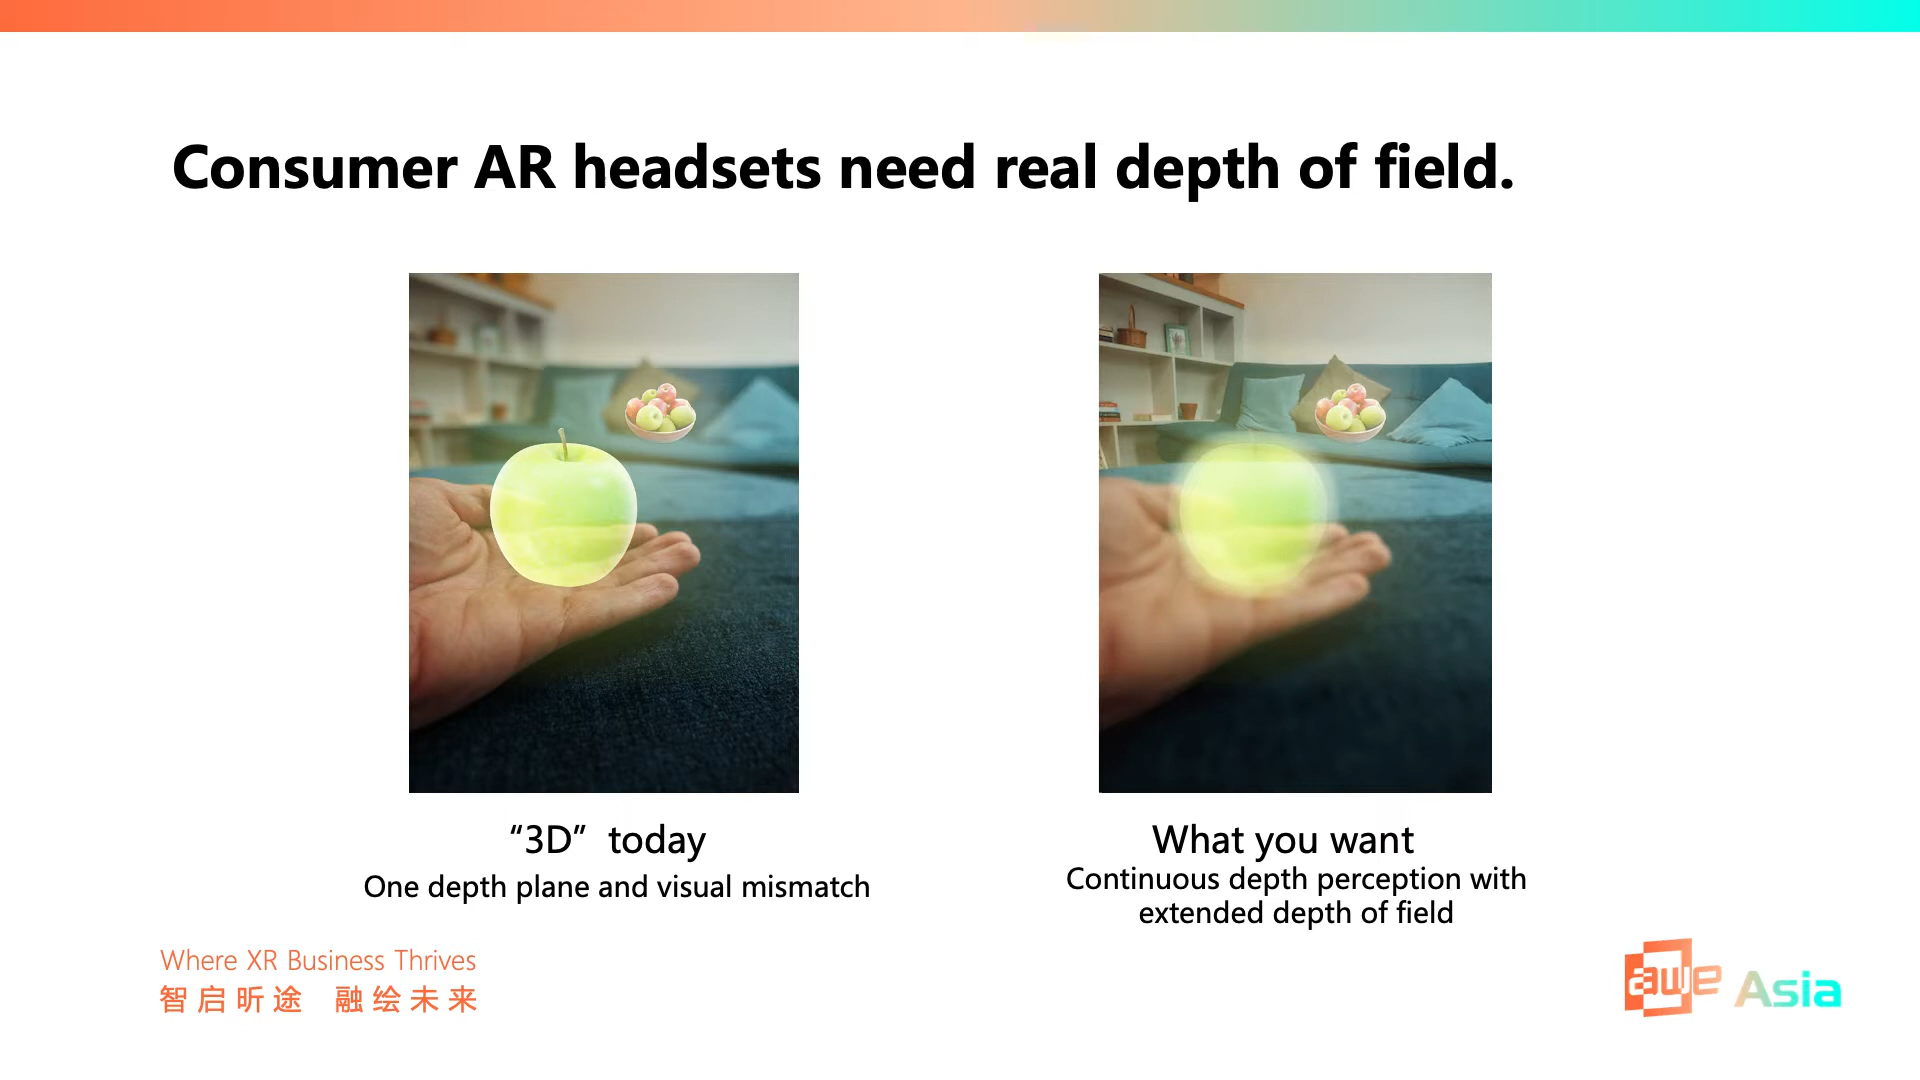 Consumer AR headsets need real depth of field.
“3D” today
One depth plane and visual mismatch
What you want
Continuous depth perception with
extended depth of field
Where XR Business Thrives
智启昕途 融绘未来
awe Asia